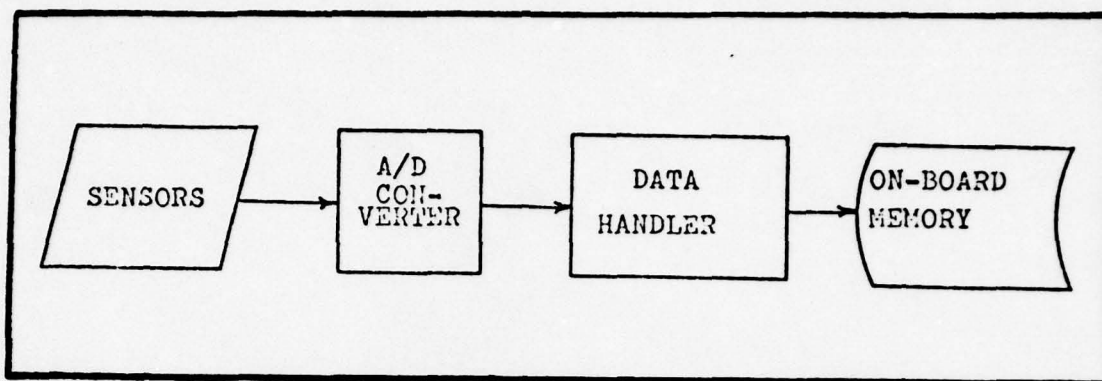 SENSORS
A/D
CON-
VERTER
DATA
HANDLER
ON-BOARD
MEMORY